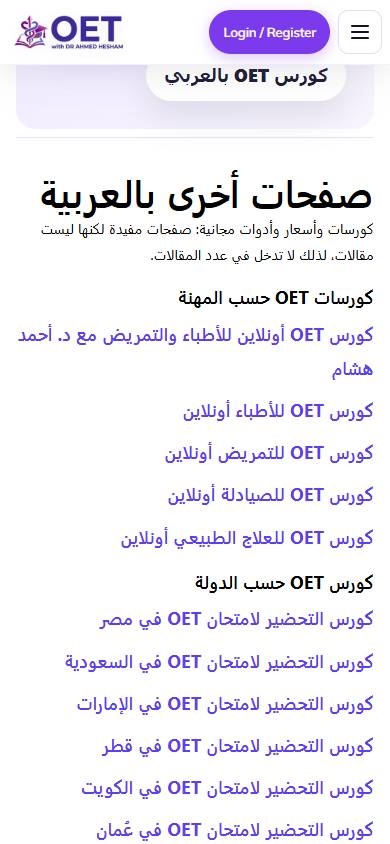 OET
with DR AHMED HESHAM
Login / Register
كورس OET بالعربي
صفحات أخرى بالعربية
كورسات وأسعار وأدوات مجانية: صفحات مفيدة لكنها ليست
مقالات، لذلك لا تدخل في عدد المقالات.
كورسات OET حسب المهنة
كورس OET أونلاين للأطباء والتمريض مع د. أحمد
هشام
كورس OET للأطباء أونلاين
كورس OET للتمريض أونلاين
كورس OET للصيادلة أونلاين
كورس OET للعلاج الطبيعي أونلاين
كورس OET حسب الدولة
كورس التحضير لامتحان OET في مصر
كورس التحضير لامتحان OET في السعودية
كورس التحضير لامتحان OET في الإمارات
كورس التحضير لامتحان OET في قطر
كورس التحضير لامتحان OET في الكويت
كورس التحضير لامتحان OET في عُمان